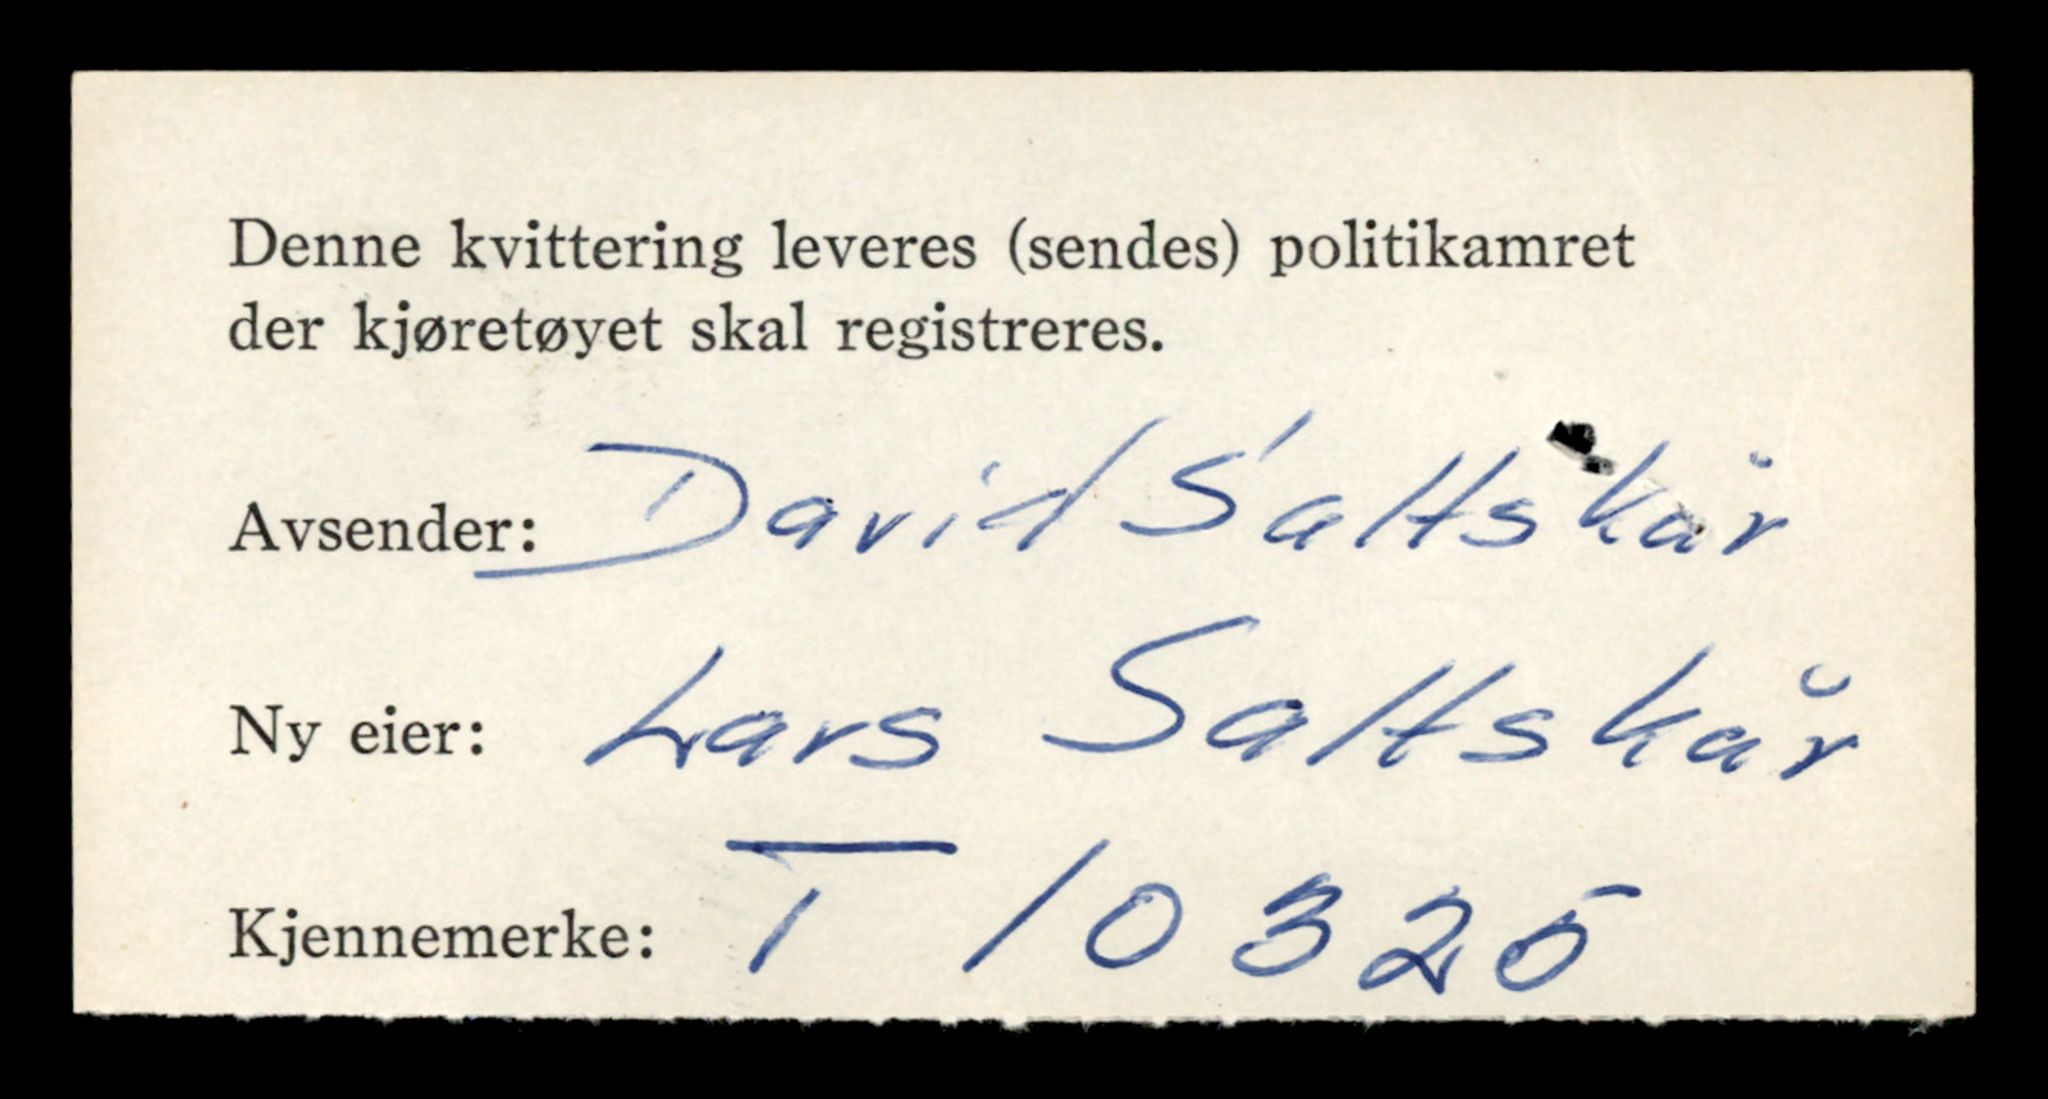 Denne kvittering leveres (sendes) politikamret
der kjøretøyet skal registreres.
Avsender: David Saltskår
Ny eier: Lars Saltskår
Kjennemerke: T 10325